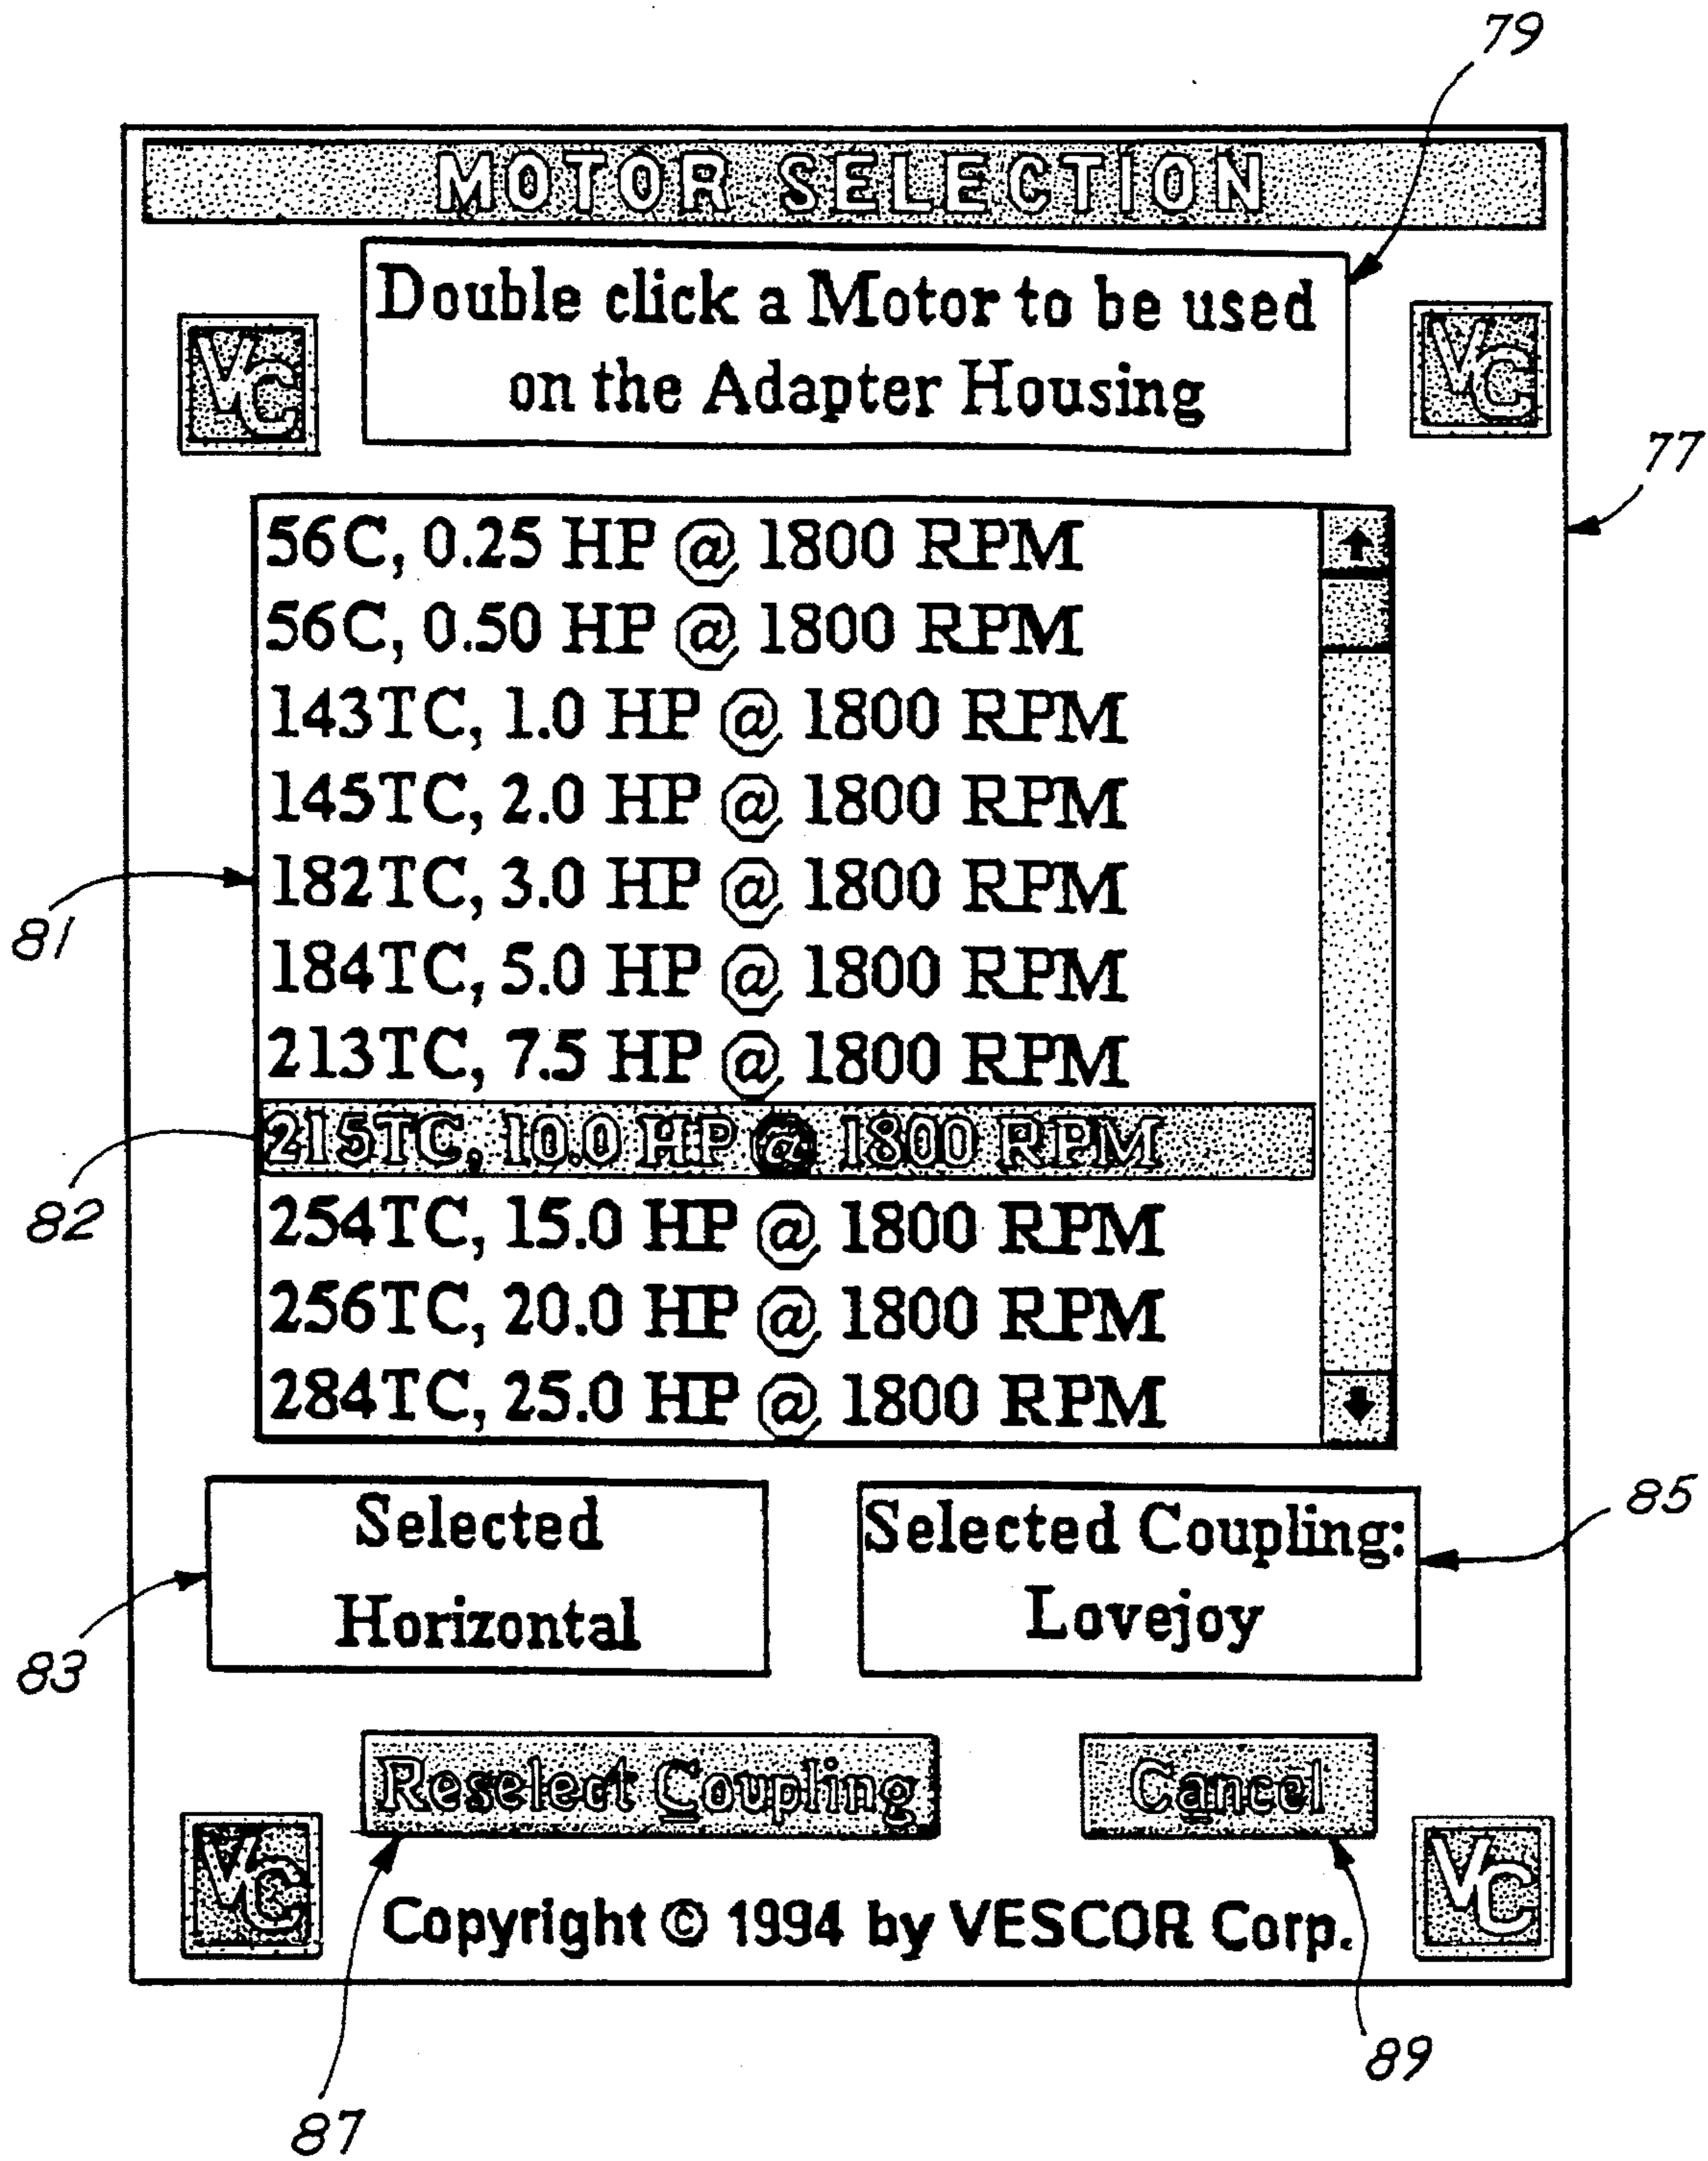 79
MOTOR SELECTION
Double click a Motor to be used
on the Adapter Housing
VC
VC
77
56C, 0.25 HP @ 1800 RPM
56C, 0.50 HP @ 1800 RPM
143TC, 1.0 HP @ 1800 RPM
145TC, 2.0 HP @ 1800 RPM
182TC, 3.0 HP @ 1800 RPM
81
184TC, 5.0 HP @ 1800 RPM
213TC, 7.5 HP @ 1800 RPM
215TC, 10.0 HP @ 1800 RPM
82
254TC, 15.0 HP @ 1800 RPM
256TC, 20.0 HP @ 1800 RPM
284TC, 25.0 HP @ 1800 RPM
Selected
Horizontal
83
Selected Coupling:
Lovejoy
85
Reselect Coupling
Cancel
VC
VC
Copyright © 1994 by VESCOR Corp.
87
89